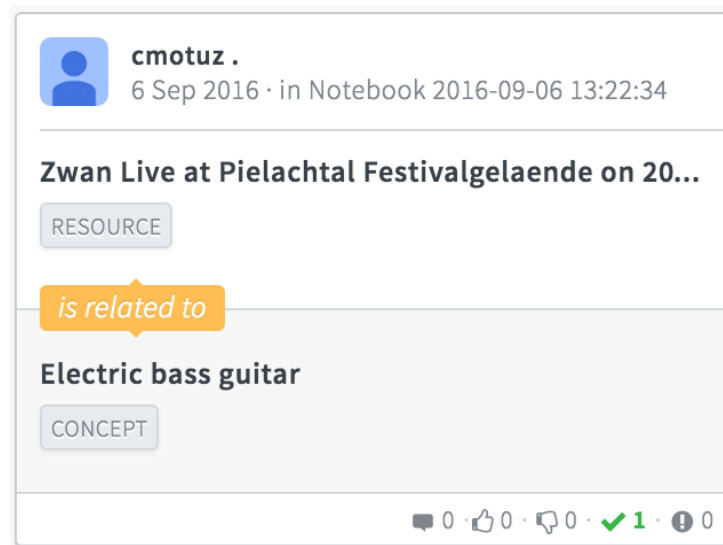 cmotuz .
6 Sep 2016 · in Notebook 2016-09-06 13:22:34
Zwan Live at Pielachtal Festivalgelaende on 20...
RESOURCE
is related to
Electric bass guitar
CONCEPT
0 · 0 · 0 · 1 · 0